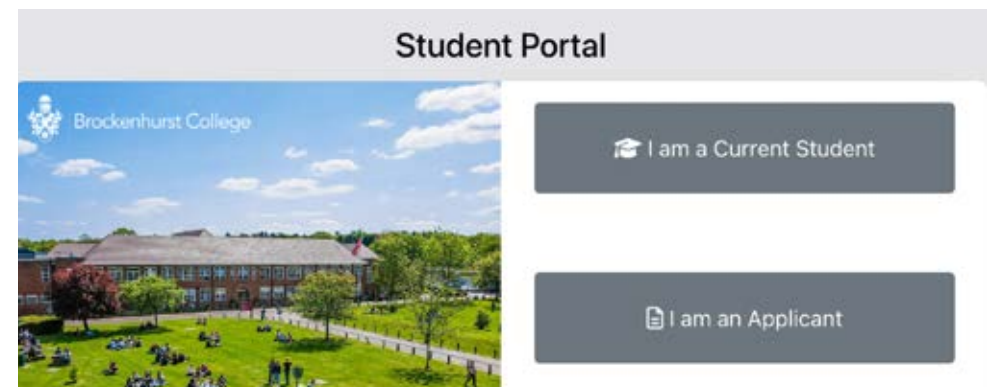 Student Portal
Brockenhurst College
I am a Current Student
I am an Applicant